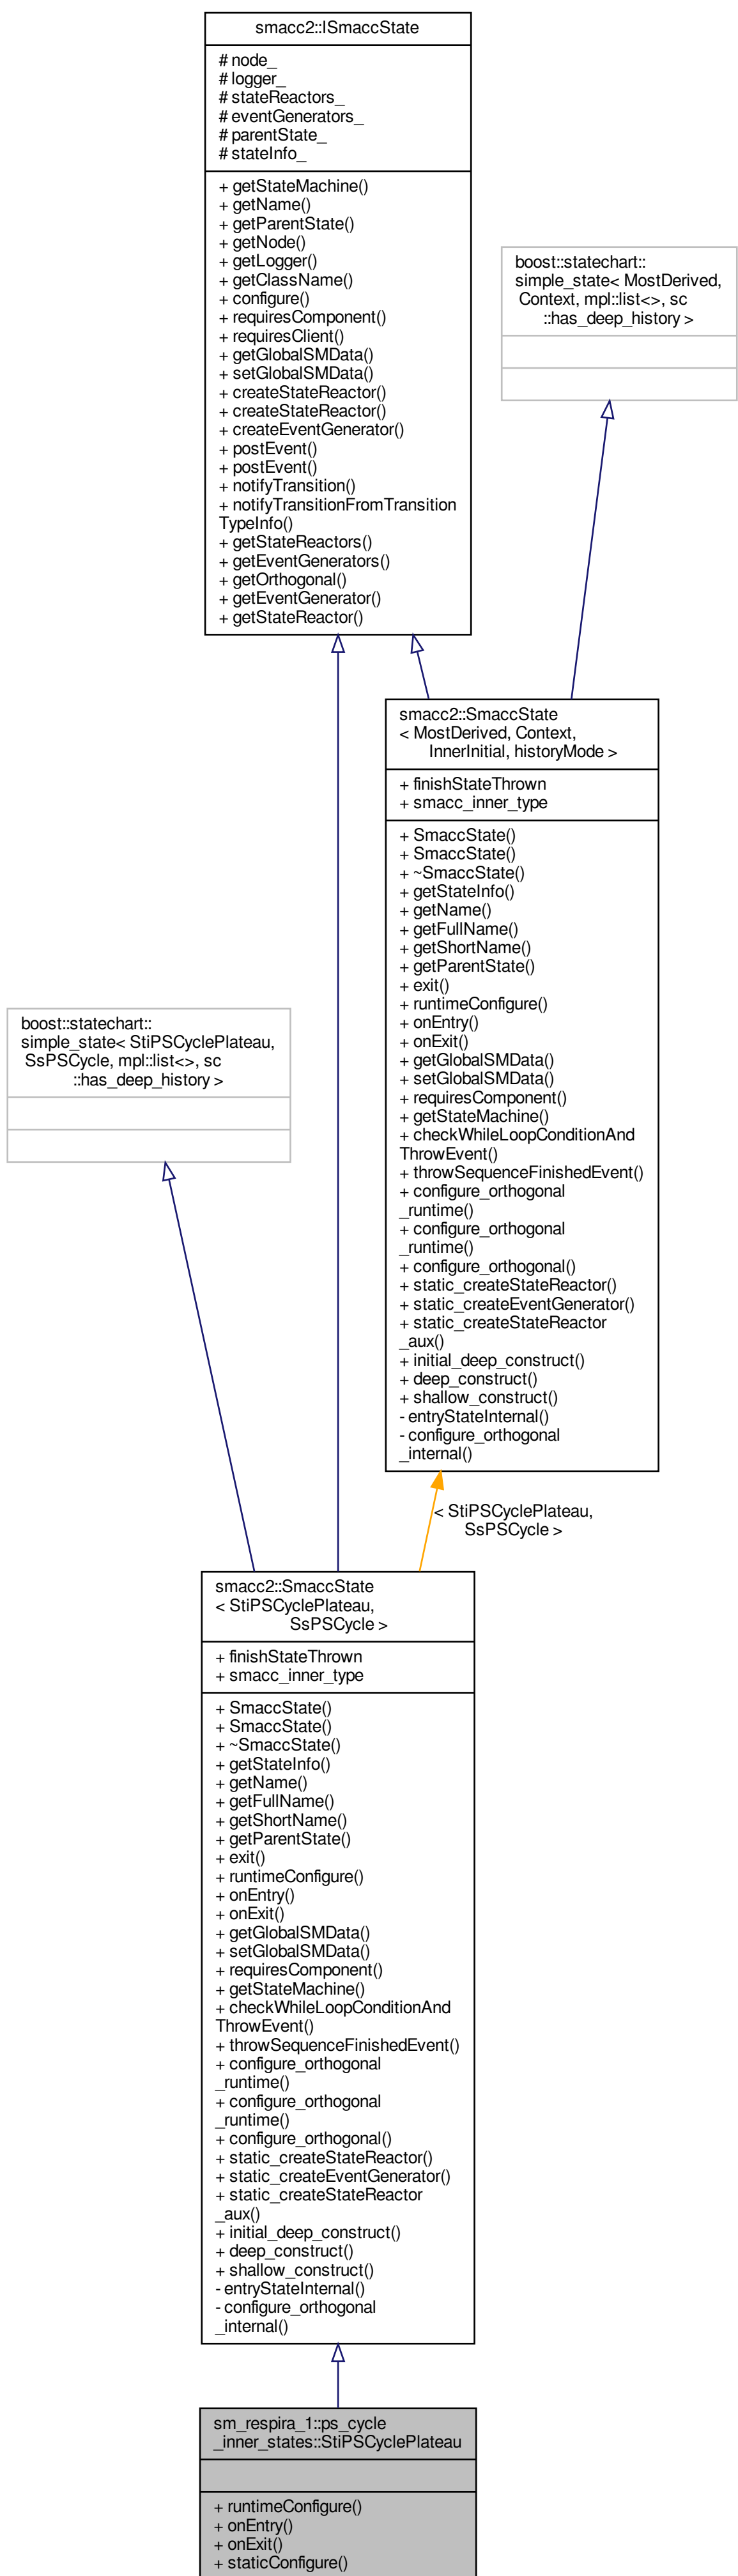 smacc2::ISmaccState
# node_
# logger_
# stateReactors_
# eventGenerators_
# parentState_
# stateInfo_
+ getStateMachine()
+ getName()
+ getParentState()
+ getNode()
+ getLogger()
+ getClassName()
+ configure()
+ requiresComponent()
+ requiresClient()
+ getGlobalSMData()
+ setGlobalSMData()
+ createStateReactor()
+ createStateReactor()
+ createEventGenerator()
+ postEvent()
+ postEvent()
+ notifyTransition()
+ notifyTransitionFromTransition
TypeInfo()
+ getStateReactors()
+ getEventGenerators()
+ getOrthogonal()
+ getEventGenerator()
+ getStateReactor()
boost::statechart::
simple_state< MostDerived,
Context, mpl::list<>, sc
::has_deep_history >
smacc2::SmaccState
< MostDerived, Context,
InnerInitial, historyMode >
+ finishStateThrown
+ smacc_inner_type
+ SmaccState()
+ SmaccState()
+ ~SmaccState()
+ getStateInfo()
+ getName()
+ getFullName()
+ getShortName()
+ getParentState()
+ exit()
+ runtimeConfigure()
+ onEntry()
+ onExit()
+ getGlobalSMData()
+ setGlobalSMData()
+ requiresComponent()
+ getStateMachine()
+ checkWhileLoopConditionAnd
ThrowEvent()
+ throwSequenceFinishedEvent()
+ configure_orthogonal
_runtime()
+ configure_orthogonal
_runtime()
+ configure_orthogonal()
+ static_createStateReactor()
+ static_createEventGenerator()
+ static_createStateReactor
_aux()
+ initial_deep_construct()
+ deep_construct()
+ shallow_construct()
- entryStateInternal()
- configure_orthogonal
_internal()
boost::statechart::
simple_state< StiPSCyclePlateau,
SsPSCycle, mpl::list<>, sc
::has_deep_history >
< StiPSCyclePlateau,
SsPSCycle >
smacc2::SmaccState
< StiPSCyclePlateau,
SsPSCycle >
+ finishStateThrown
+ smacc_inner_type
+ SmaccState()
+ SmaccState()
+ ~SmaccState()
+ getStateInfo()
+ getName()
+ getFullName()
+ getShortName()
+ getParentState()
+ exit()
+ runtimeConfigure()
+ onEntry()
+ onExit()
+ getGlobalSMData()
+ setGlobalSMData()
+ requiresComponent()
+ getStateMachine()
+ checkWhileLoopConditionAnd
ThrowEvent()
+ throwSequenceFinishedEvent()
+ configure_orthogonal
_runtime()
+ configure_orthogonal
_runtime()
+ configure_orthogonal()
+ static_createStateReactor()
+ static_createEventGenerator()
+ static_createStateReactor
_aux()
+ initial_deep_construct()
+ deep_construct()
+ shallow_construct()
- entryStateInternal()
- configure_orthogonal
_internal()
sm_respira_1::ps_cycle
_inner_states::StiPSCyclePlateau
+ runtimeConfigure()
+ onEntry()
+ onExit()
+ staticConfigure()